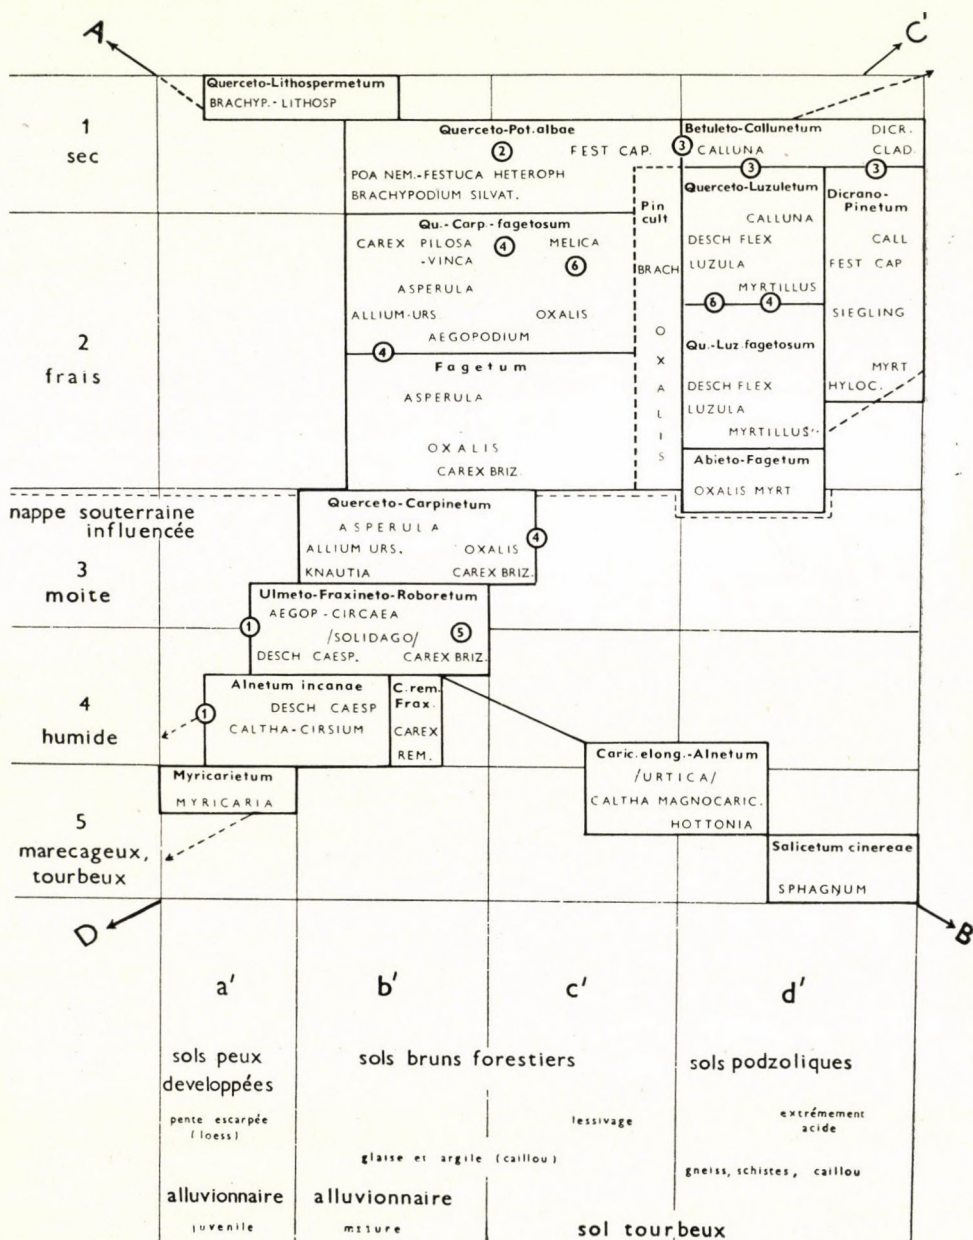 A
C'
Querceto-Lithospermetum
BRACHYP.- LITHOSP
1
sec
Querceto-Pot.albae
2
FEST CAP.
POA NEM.-FESTUCA HETEROPH
BRACHYPODIUM SILVAT.
3
Betuleto-Callunetum
DICR.
CALLUNA
CLAD.
3
3
Pin
cult
BRACH
O
X
A
L
I
S
Querceto-Luzuletum
CALLUNA
DESCH FLEX
LUZULA
MYRTILLUS
6
4
Dicrano-
Pinetum
CALL
FEST CAP
SIEGLING
MYRT
HYLOC.
2
frais
Qu.-Carp.-fagetosum
CAREX PILOSA
-VINCA
4
MELICA
6
ASPERULA
ALLIUM-URS
OXALIS
AEGOPODIUM
4
Fagetum
ASPERULA
OXALIS
CAREX BRIZ
Qu.-Luz.fagetosum
DESCH FLEX
LUZULA
MYRTILLUS
Abieto-Fagetum
OXALIS MYRT
nappe souterraine
influencée
3
moite
Querceto-Carpinetum
ASPERULA
ALLIUM URS.
OXALIS
KNAUTIA
CAREX BRIZ.
4
Ulmeto-Fraxineto-Roboretum
AEGOP-CIRCAEA
1
/SOLIDAGO/
5
DESCH CAESP.
CAREX BRIZ.
4
humide
Alnetum incanae
DESCH CAESP
1
CALTHA-CIRSIUM
C.rem.
Frax.
CAREX
REM.
Caric.elong.-Alnetum
/URTICA/
CALTHA MAGNOCARIC.
HOTTONIA
Myricarietum
MYRICARIA
5
marecageux,
tourbeux
Salicetum cinereae
SPHAGNUM
D
B
a'
b'
c'
d'
sols peux
developpées
sols bruns forestiers
sols podzoliques
pente escarpée
(loess)
lessivage
extrémement
acide
glaise et argile (caillou)
gneiss, schistes, caillou
alluvionnaire
alluvionnaire
juvenile
sol tourbeux